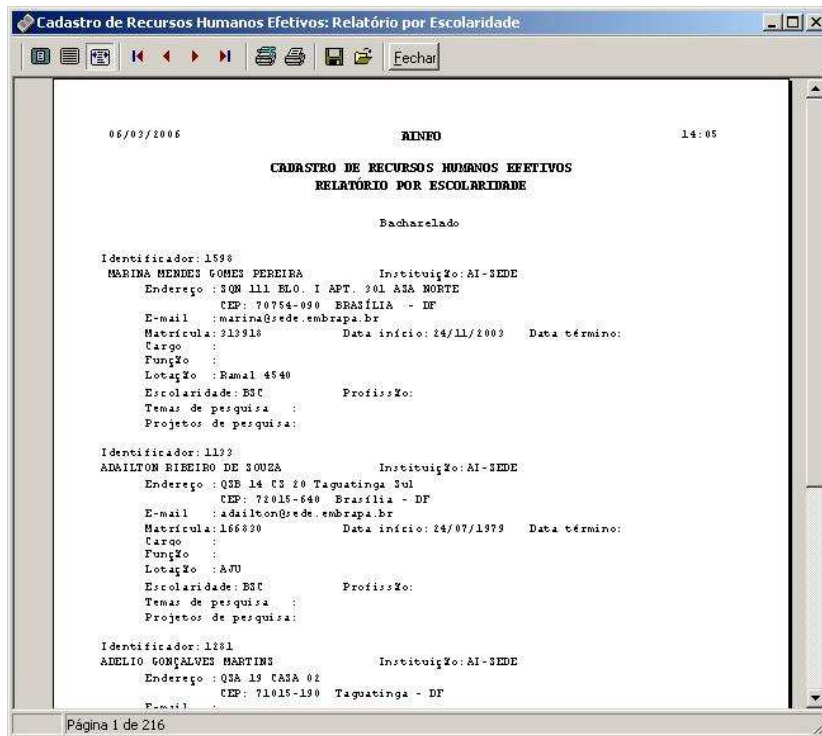 Cadastro de Recursos Humanos Efetivos: Relatório por Escolaridade
Fechar
06/03/2006 AINFO 14:05
CADASTRO DE RECURSOS HUMANOS EFETIVOS
RELATÓRIO POR ESCOLARIDADE
Bacharelado
Identificador: 1598
MARINA MENDES GOMES PEREIRA Instituição: AI-SEDE
Endereço : SQN 111 BLO. I APT. 301 ASA NORTE
CEP: 70754-090 BRASÍLIA - DF
E-mail : marina@sede.embrapa.br
Matrícula: 313918 Data início: 24/11/2003 Data término:
Cargo :
Função :
Lotação : Ramal 4540
Escolaridade: BSC Profissão:
Temas de pesquisa :
Projetos de pesquisa:
Identificador: 1133
ADAILTON RIBEIRO DE SOUZA Instituição: AI-SEDE
Endereço : QSB 14 CS 20 Taguatinga Sul
CEP: 72015-640 Brasília - DF
E-mail : adailton@sede.embrapa.br
Matrícula: 166830 Data início: 24/07/1979 Data término:
Cargo :
Função :
Lotação : AJU
Escolaridade: BSC Profissão:
Temas de pesquisa :
Projetos de pesquisa:
Identificador: 1281
ADELIO GONÇALVES MARTINS Instituição: AI-SEDE
Endereço : QSA 19 CASA 02
CEP: 71015-190 Taguatinga - DF
E-mail :
Página 1 de 216